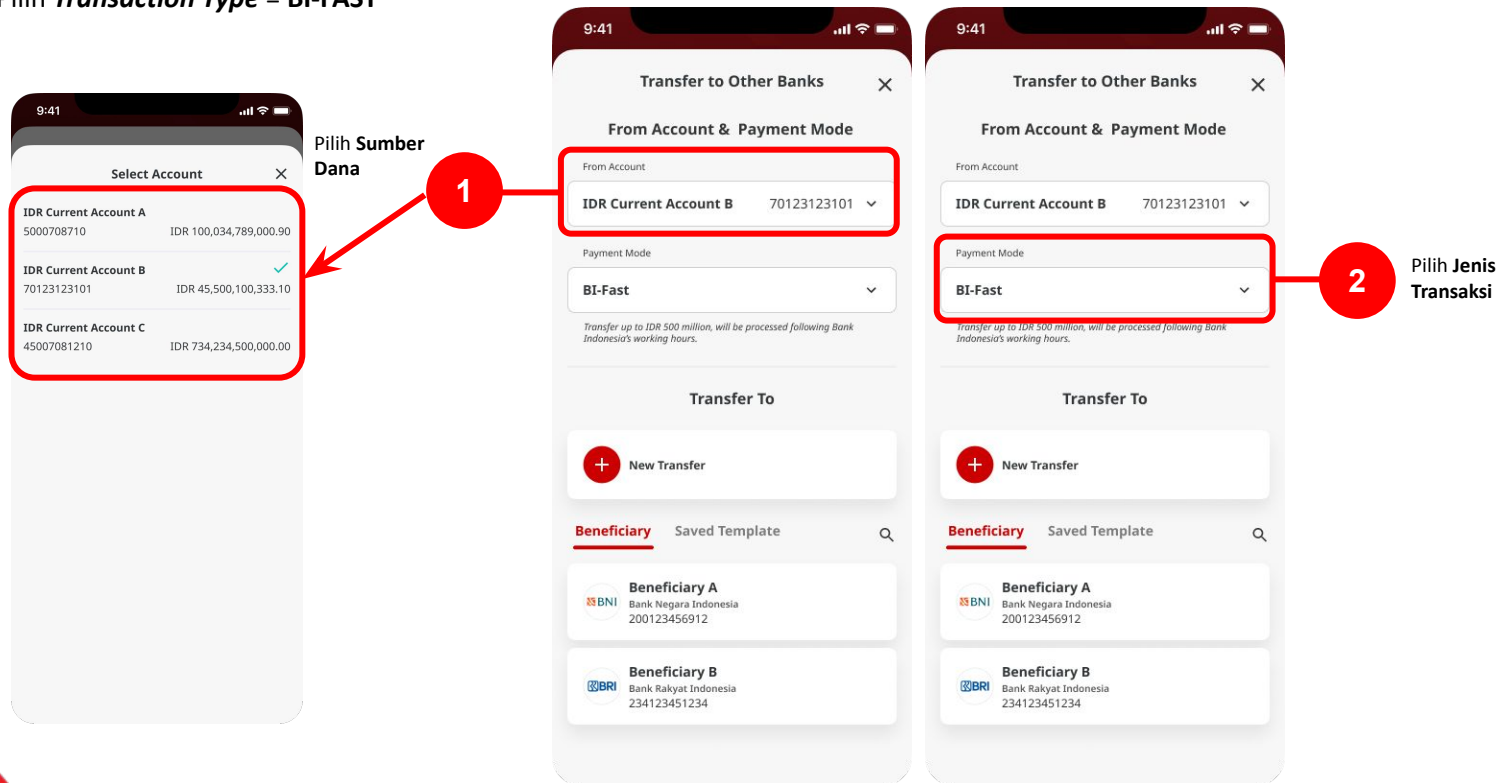 Pilih Transaction Type = BI-FAST
9:41
Select Account
IDR Current Account A
5000708710 IDR 100,034,789,000.90
IDR Current Account B
70123123101 IDR 45,500,100,333.10
IDR Current Account C
45007081210 IDR 734,234,500,000.00
Pilih Sumber
Dana
1
9:41
Transfer to Other Banks
From Account & Payment Mode
From Account
IDR Current Account B 70123123101
Payment Mode
BI-Fast
Transfer up to IDR 500 million, will be processed following Bank
Indonesia's working hours.
Transfer To
New Transfer
Beneficiary Saved Template
BNI
Beneficiary A
Bank Negara Indonesia
200123456912
BRI
Beneficiary B
Bank Rakyat Indonesia
234123451234
9:41
Transfer to Other Banks
From Account & Payment Mode
From Account
IDR Current Account B 70123123101
Payment Mode
BI-Fast
Transfer up to IDR 500 million, will be processed following Bank
Indonesia's working hours.
Transfer To
New Transfer
Beneficiary Saved Template
BNI
Beneficiary A
Bank Negara Indonesia
200123456912
BRI
Beneficiary B
Bank Rakyat Indonesia
234123451234
2
Pilih Jenis
Transaksi